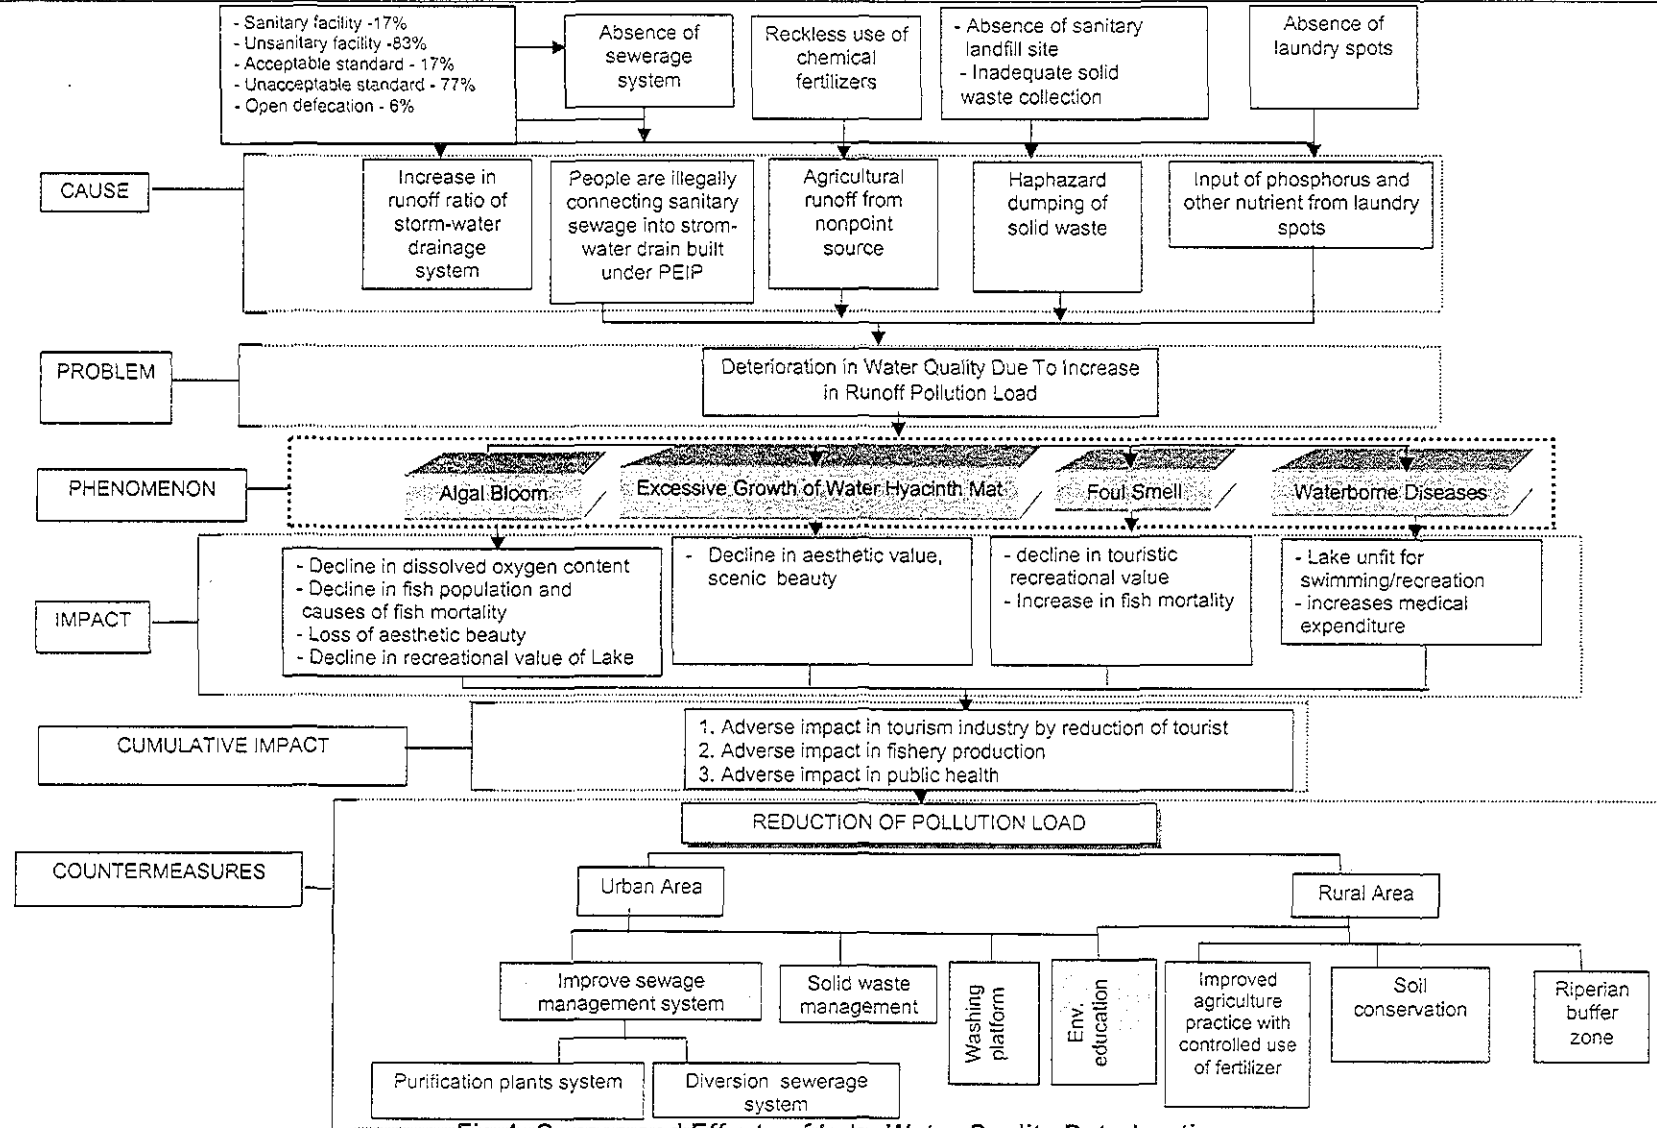 - Sanitary facility -17%
- Unsanitary facility -83%
- Acceptable standard - 17%
- Unacceptable standard - 77%
- Open defecation - 6%
Absence of
sewerage
system
Reckless use of
chemical
fertilizers
- Absence of sanitary
landfill site
- Inadequate solid
waste collection
Absence of
laundry spots
CAUSE
Increase in
runoff ratio of
storm-water
drainage
system
People are illegally
connecting sanitary
sewage into strom-
water drain built
under PEIP
Agricultural
runoff from
nonpoint
source
Haphazard
dumping of
solid waste
Input of phosphorus and
other nutrient from laundry
spots
PROBLEM
Deterioration in Water Quality Due To Increase
in Runoff Pollution Load
PHENOMENON
Algal Bloom
Excessive Growth of Water Hyacinth Mat
Foul Smell
Waterborne Diseases
IMPACT
- Decline in dissolved oxygen content
- Decline in fish population and
causes of fish mortality
- Loss of aesthetic beauty
- Decline in recreational value of Lake
- Decline in aesthetic value,
scenic beauty
- decline in touristic
recreational value
- Increase in fish mortality
- Lake unfit for
swimming/recreation
- increases medical
expenditure
CUMULATIVE IMPACT
1. Adverse impact in tourism industry by reduction of tourist
2. Adverse impact in fishery production
3. Adverse impact in public health
COUNTERMEASURES
REDUCTION OF POLLUTION LOAD
Urban Area
Rural Area
Improve sewage
management system
Solid waste
management
Washing
platform
Env.
education
Improved
agriculture
practice with
controlled use
of fertilizer
Soil
conservation
Riperian
buffer
zone
Purification plants system
Diversion sewerage
system